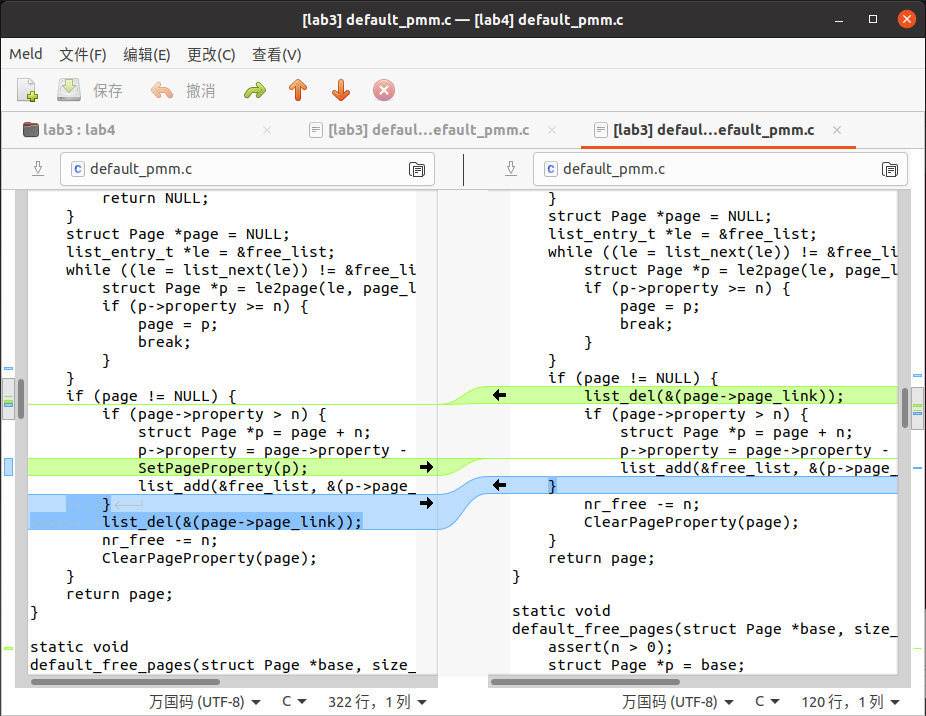 [lab3] default_pmm.c — [lab4] default_pmm.c
Meld 文件(F) 编辑(E) 更改(C) 查看(V)
保存 撤消
lab3 : lab4
[lab3] defaul...efault_pmm.c
[lab3] defaul...efault_pmm.c
default_pmm.c
        return NULL;
    }
    struct Page *page = NULL;
    list_entry_t *le = &free_list;
    while ((le = list_next(le)) != &free_li
        struct Page *p = le2page(le, page_l
        if (p->property >= n) {
            page = p;
            break;
        }
    }
    if (page != NULL) {
        if (page->property > n) {
            struct Page *p = page + n;
            p->property = page->property -
            SetPageProperty(p);
            list_add(&free_list, &(p->page_
        }
        list_del(&(page->page_link));
        nr_free -= n;
        ClearPageProperty(page);
    }
    return page;
}
static void
default_free_pages(struct Page *base, size_
万国码 (UTF-8) C 322 行，1 列
default_pmm.c
    }
    struct Page *page = NULL;
    list_entry_t *le = &free_list;
    while ((le = list_next(le)) != &free_li
        struct Page *p = le2page(le, page_l
        if (p->property >= n) {
            page = p;
            break;
        }
    }
    if (page != NULL) {
        list_del(&(page->page_link));
        if (page->property > n) {
            struct Page *p = page + n;
            p->property = page->property -
            list_add(&free_list, &(p->page_
    }
        nr_free -= n;
        ClearPageProperty(page);
    }
    return page;
}
static void
default_free_pages(struct Page *base, size_
    assert(n > 0);
    struct Page *p = base;
万国码 (UTF-8) C 120 行，1 列